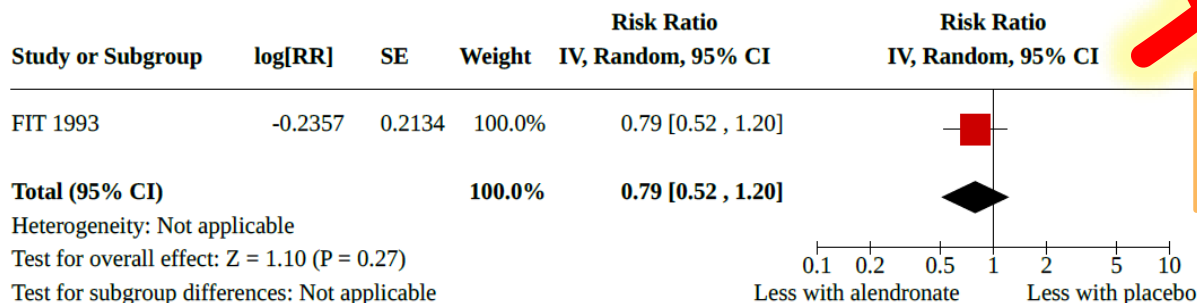 Risk Ratio Risk Ratio
Study or Subgroup log[RR] SE Weight IV, Random, 95% CI IV, Random, 95% CI
FIT 1993 -0.2357 0.2134 100.0% 0.79 [0.52 , 1.20]
Total (95% CI) 100.0% 0.79 [0.52 , 1.20]
Heterogeneity: Not applicable
Test for overall effect: Z = 1.10 (P = 0.27)
0.1 0.2 0.5 1 2 5 10
Test for subgroup differences: Not applicable Less with alendronate Less with placebo